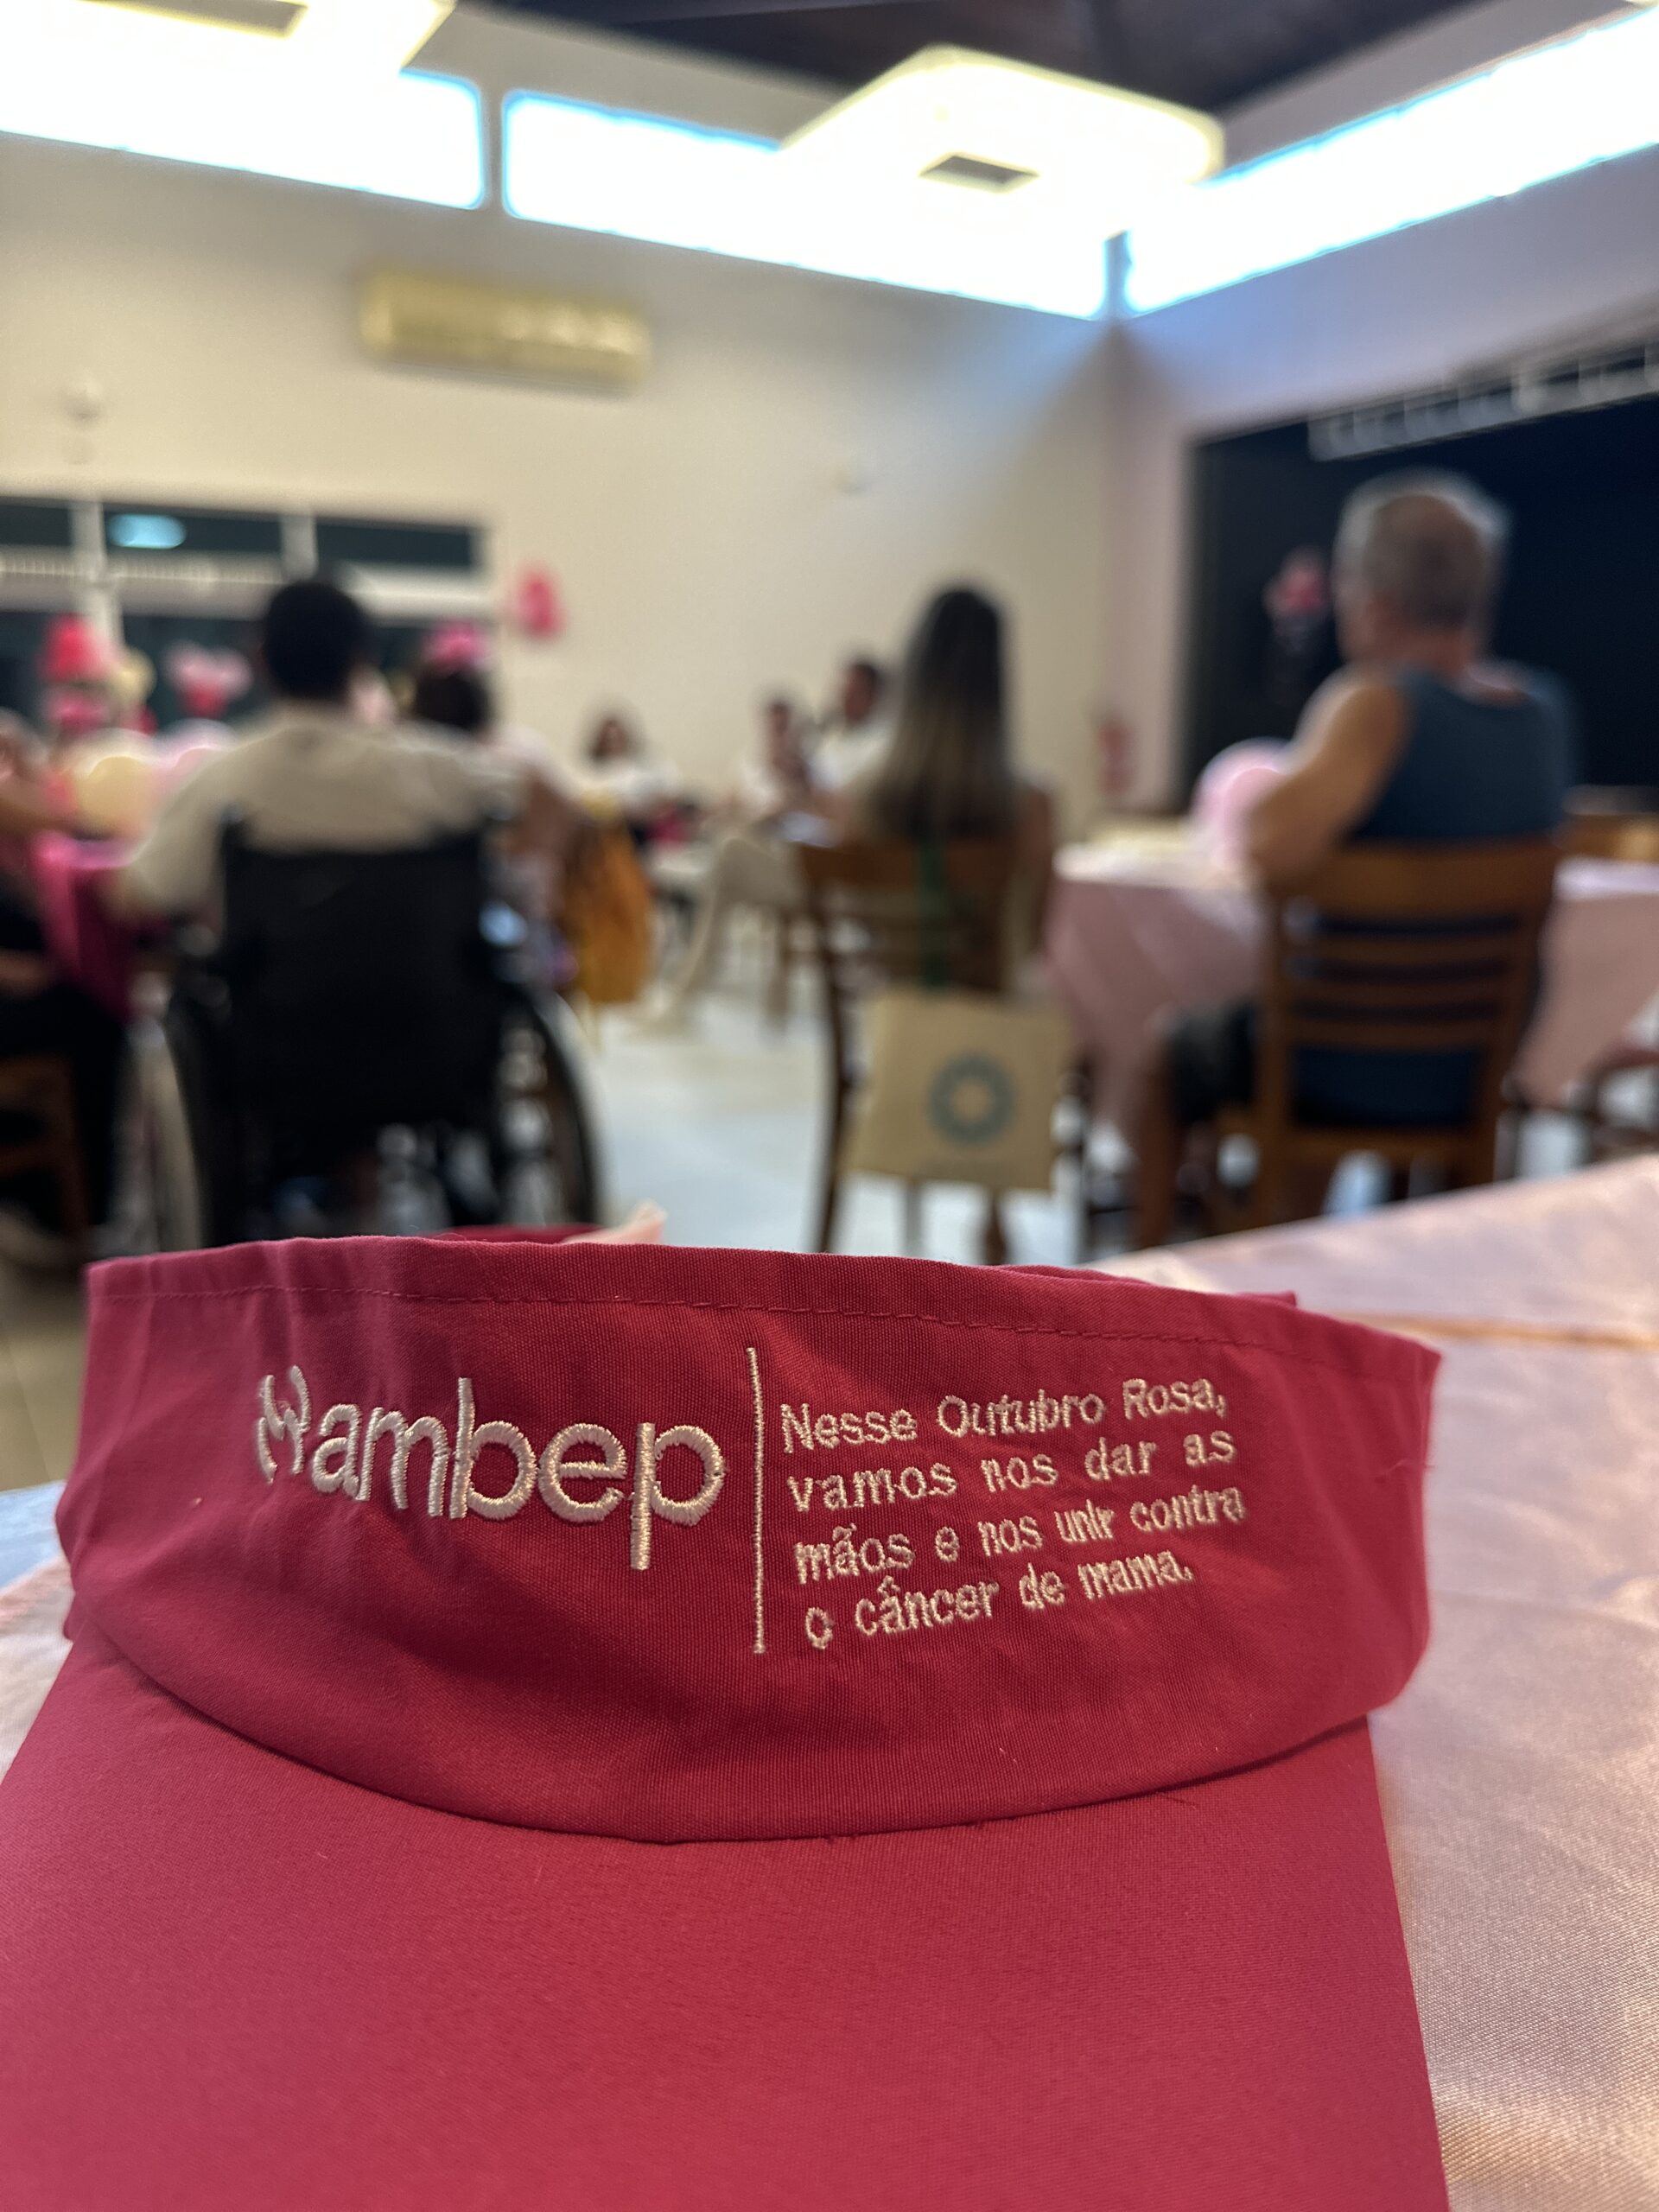 ambep
Nesse Outubro Rosa,
vamos nos dar as
mãos e nos unir contra
o câncer de mama.